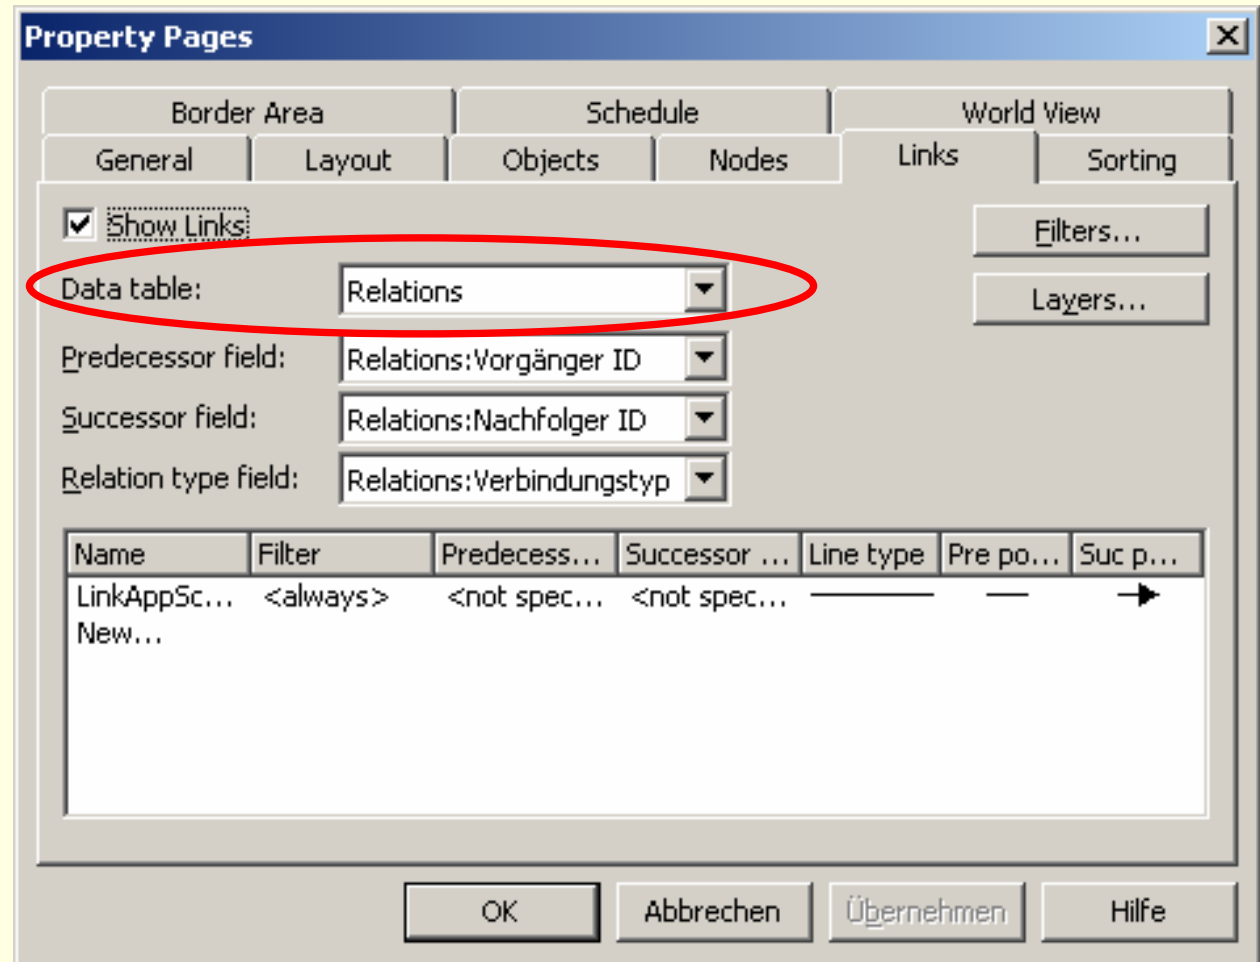 Property Pages
Border Area Schedule World View
General Layout Objects Nodes Links Sorting
Show Links Filters...
Data table: Relations Layers...
Predecessor field: Relations:Vorgänger ID
Successor field: Relations:Nachfolger ID
Relation type field: Relations:Verbindungstyp
Name Filter Predecess... Successor ... Line type Pre po... Suc p...
LinkAppSc... <always> <not spec... <not spec...
New...
OK Abbrechen Übernehmen Hilfe